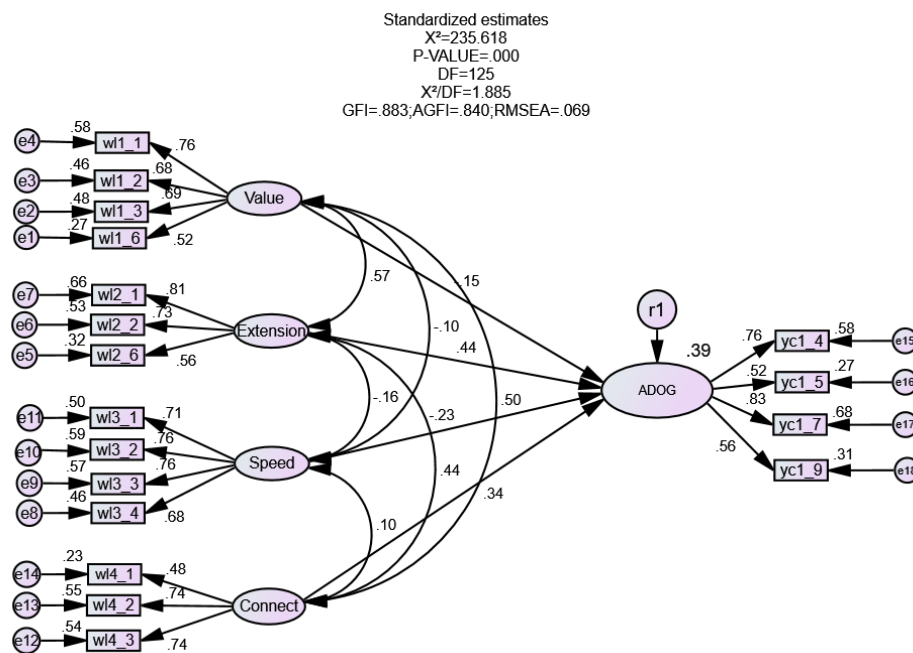 Standardized estimates
X²=235.618
P-VALUE=.000
DF=125
X²/DF=1.885
GFI=.883;AGFI=.840;RMSEA=.069
e4 .58 wl1_1 .76
e3 .46 wl1_2 .68
e2 .48 wl1_3 .69
e1 .27 wl1_6 .52
Value
.57
-.15
-.10
e7 .66 wl2_1 .81
e6 .53 wl2_2 .73
e5 .32 wl2_6 .56
Extension
.44
-.16
-.23
.50
r1
.39
ADOG
.76 yc1_4 .58 e15
.52 yc1_5 .27 e16
.83 yc1_7 .68 e17
.56 yc1_9 .31 e18
e11 .50 wl3_1 .71
e10 .59 wl3_2 .76
e9 .57 wl3_3 .76
e8 .46 wl3_4 .68
Speed
.44
.34
.10
e14 .23 wl4_1 .48
e13 .55 wl4_2 .74
e12 .54 wl4_3 .74
Connect